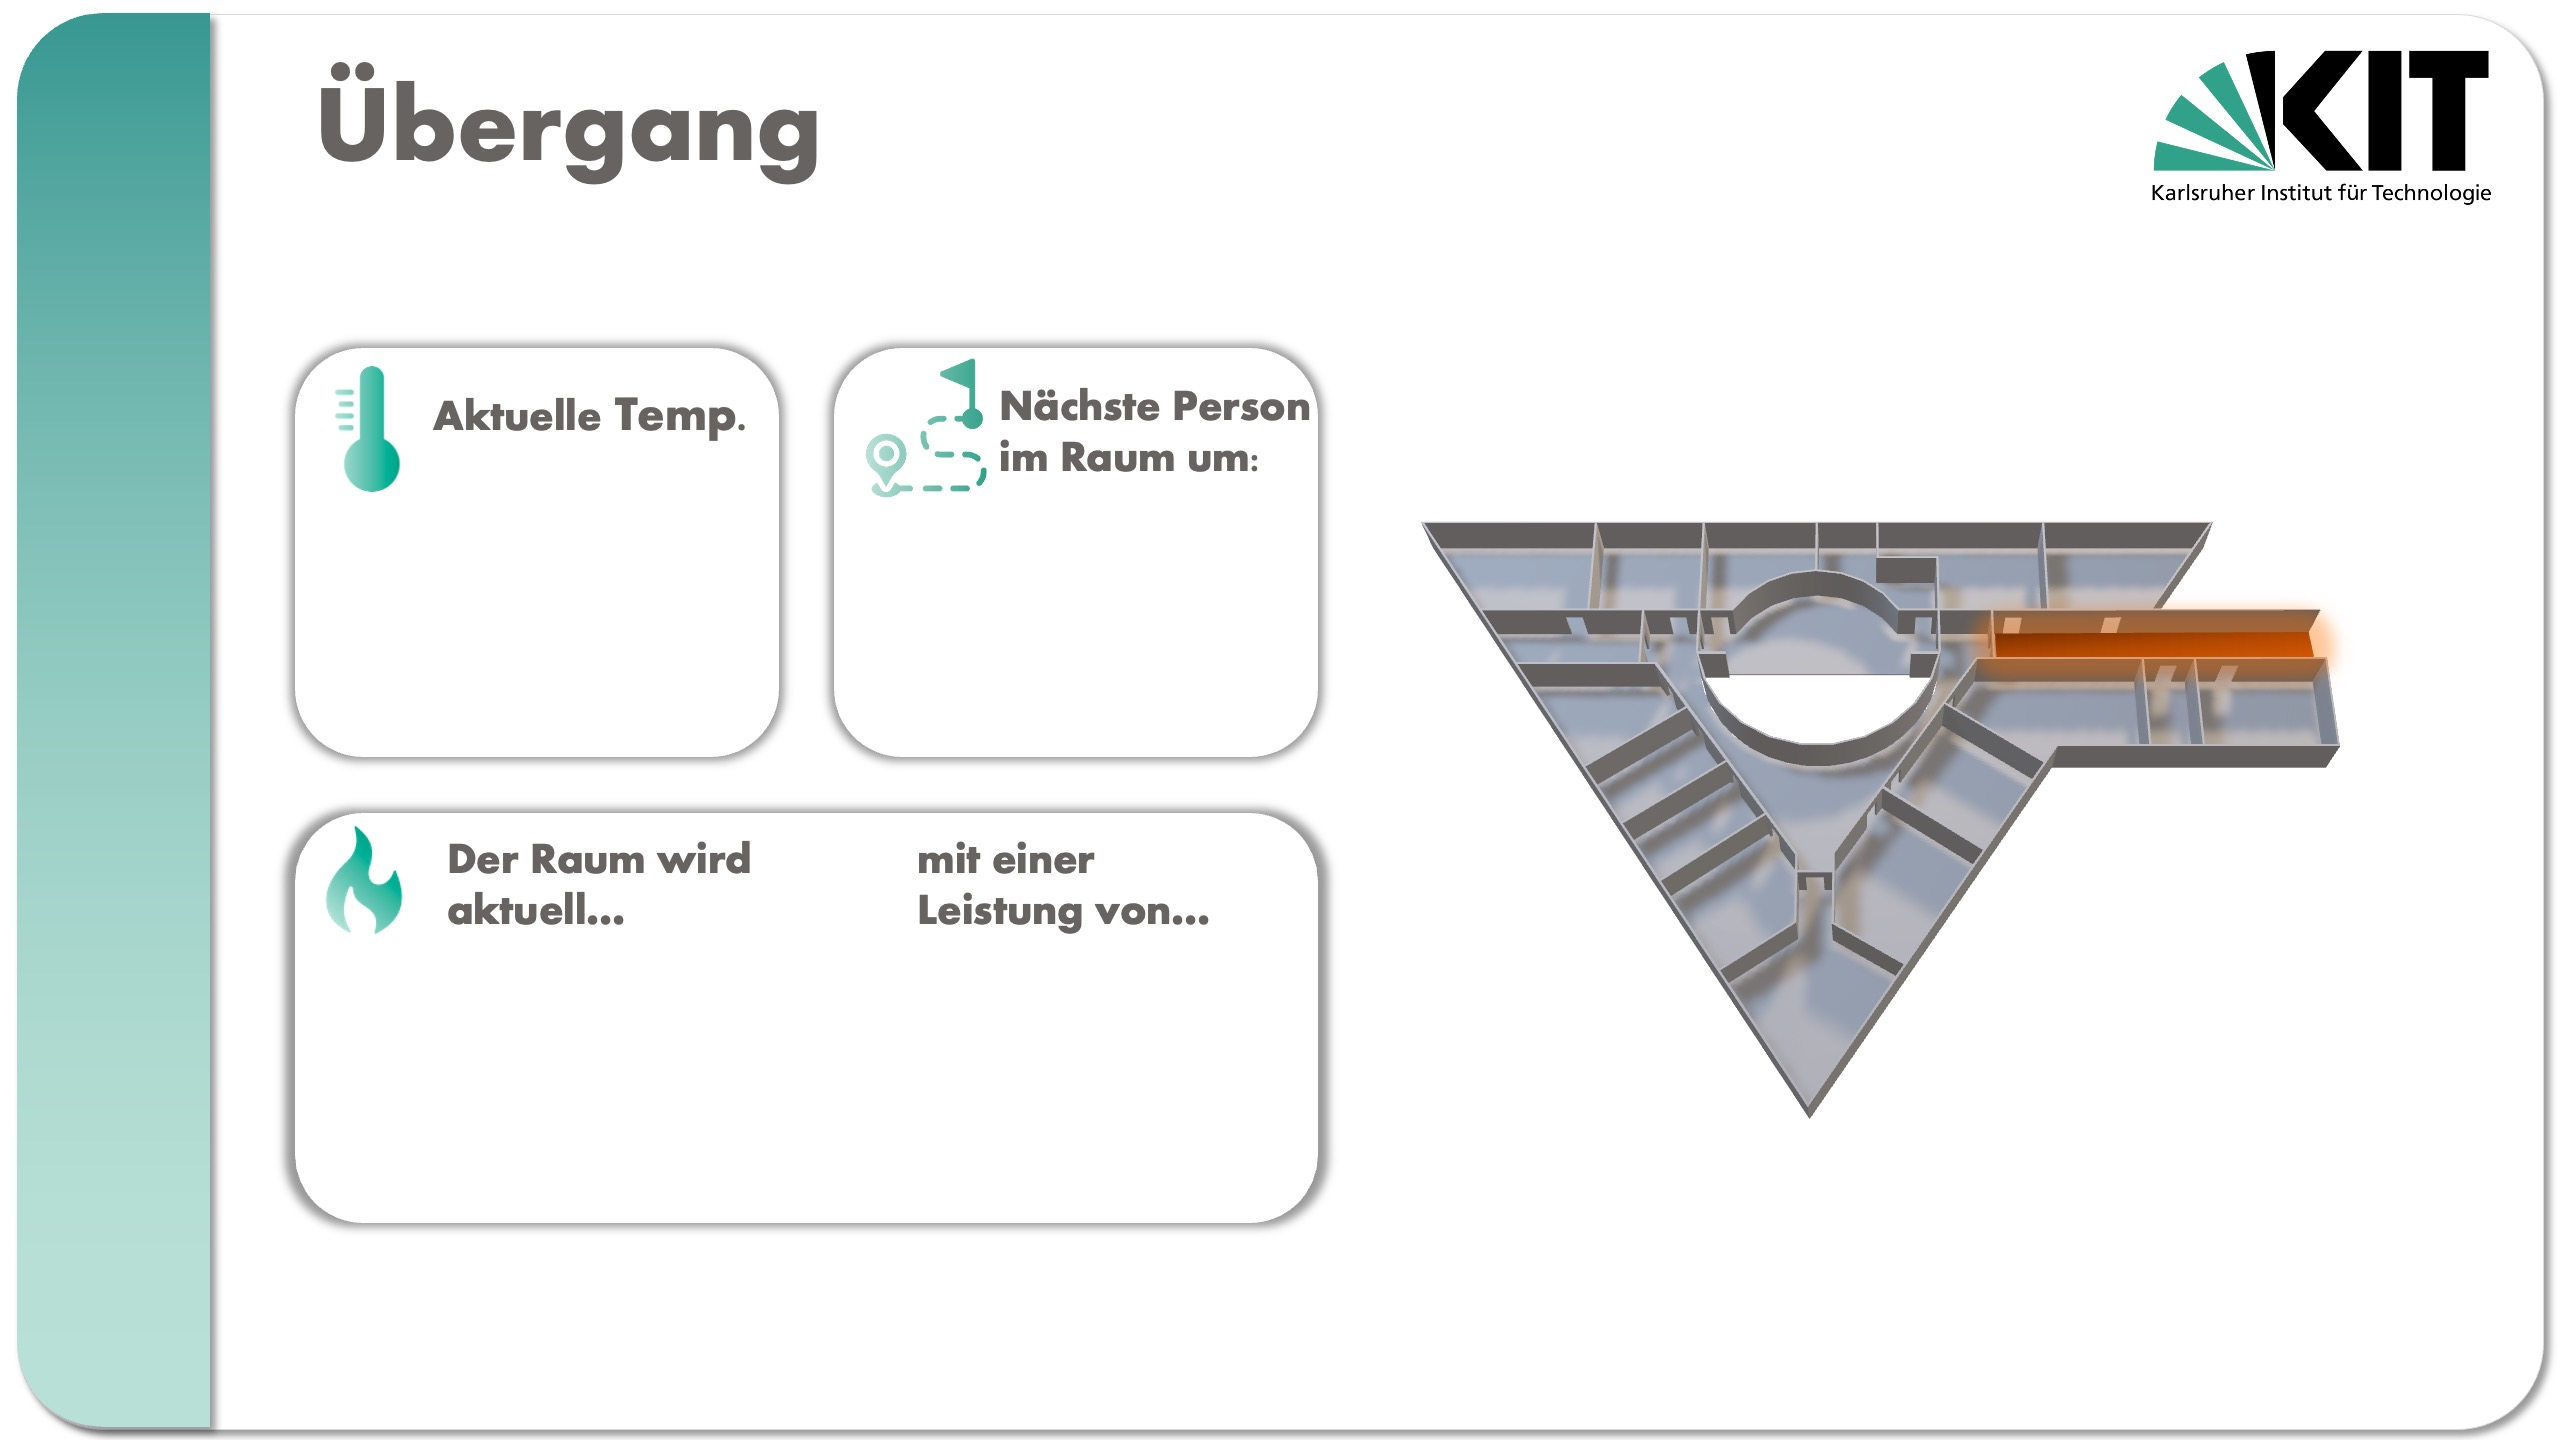 Übergang
KIT
Karlsruher Institut für Technologie
Aktuelle Temp.
Nächste Person
im Raum um:
Der Raum wird
aktuell...
mit einer
Leistung von...